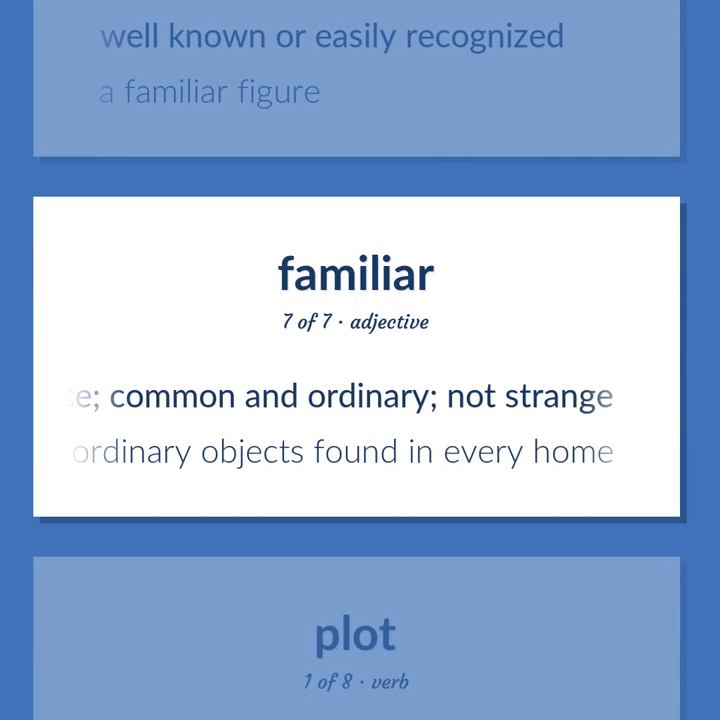 well known or easily recognized
a familiar figure
familiar
7 of 7 · adjective
; common and ordinary; not strange
ordinary objects found in every home
plot
1 of 8 · verb